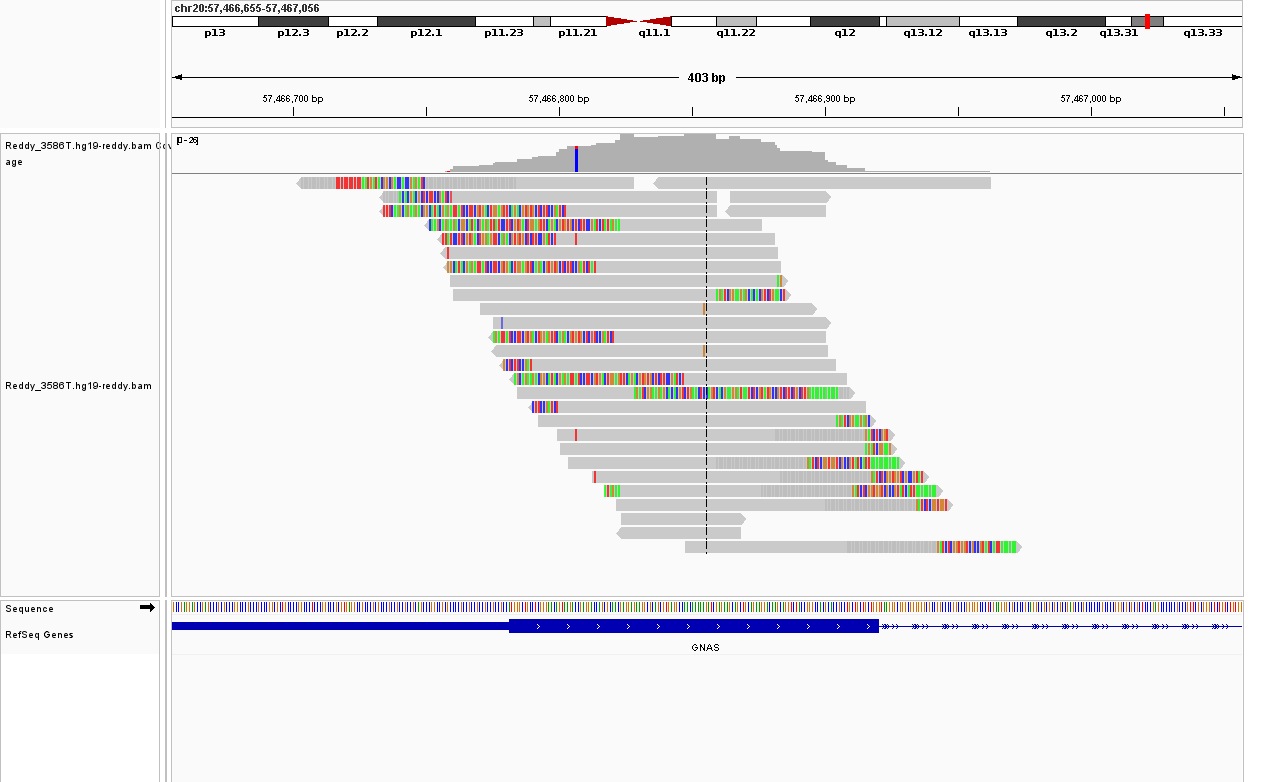 chr20:57,466,655-57,467,056
p13 p12.3 p12.2 p12.1 p11.23 p11.21 q11.1 q11.22 q12 q13.12 q13.13 q13.2 q13.31 q13.33
403 bp
57,466,700 bp 57,466,800 bp 57,466,900 bp 57,467,000 bp
[0-26]
Reddy_3586T.hg19-reddy.bam Cov
age
Reddy_3586T.hg19-reddy.bam
Sequence
RefSeq Genes
GNAS